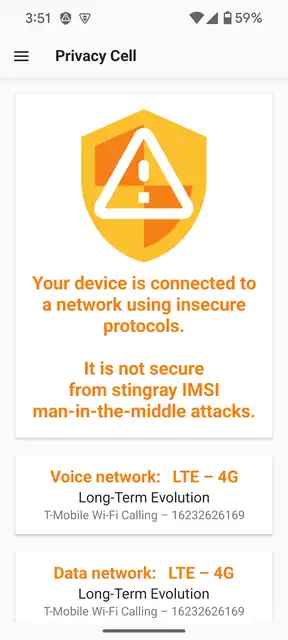 3:51 59%
Privacy Cell
Your device is connected to
a network using insecure
protocols.
It is not secure
from stingray IMSI
man-in-the-middle attacks.
Voice network: LTE – 4G
Long-Term Evolution
T-Mobile Wi-Fi Calling – 16232626169
Data network: LTE – 4G
Long-Term Evolution
T-Mobile Wi-Fi Calling – 16232626169